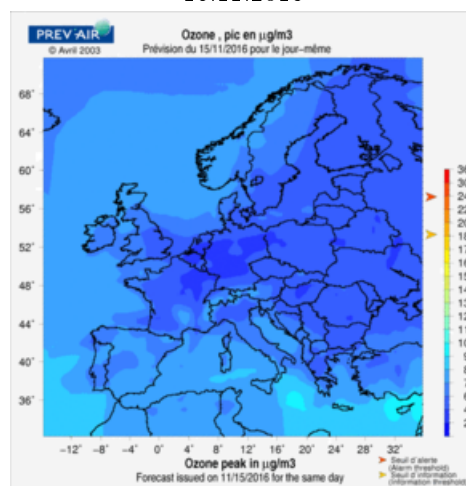 PREV'AIR
© Avril 2003
Ozone , pic en µg/m3
Prévision du 15/11/2016 pour le jour-même
68°
64°
60°
56°
52°
48°
44°
40°
36°
-12° -8° -4° 0° 4° 8° 12° 16° 20° 24° 28° 32°
Ozone peak in µg/m3
Forecast issued on 11/15/2016 for the same day
Seuil d'alerte
(Alarm threshold)
Seuil d'information
(Information threshold)